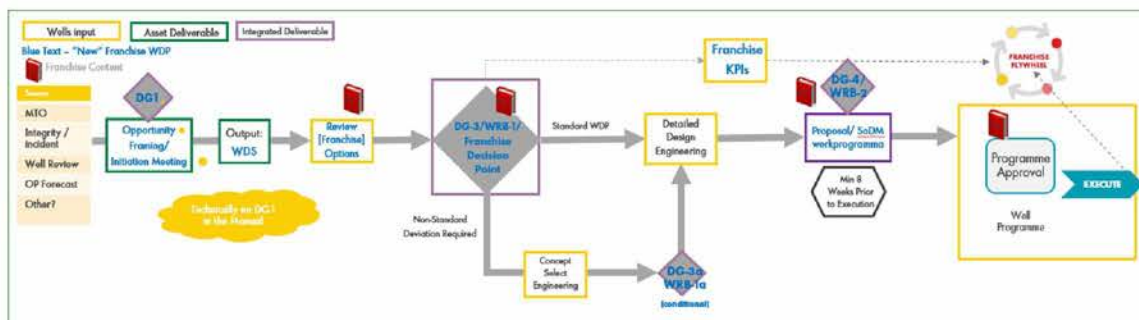 Wells input
Asset Deliverable
Integrated Deliverable
Blue Text – "New" Franchise WDP
Franchise Content
MTO
Integrity /
Incident
Well Review
OP Forecast
Other?
DG1
Opportunity
Framing/
Initiation Meeting
Output:
WDS
Technically no DG1
in the Manual
Review
[Franchise]
Options
DG-3/WRB-1/
Franchise
Decision
Point
Standard WDP
Non-Standard
Deviation Required
Concept
Select
Engineering
DG-3a
WRB-1a
(conditional)
Detailed
Design
Engineering
Franchise
KPIs
DG-4/
WRB-2
Proposal/ SoDM
werkprogramma
Min 8
Weeks Prior
to Execution
FRANCHISE
FLYWHEEL
Programme
Approval
EXECUTE
Well
Programme